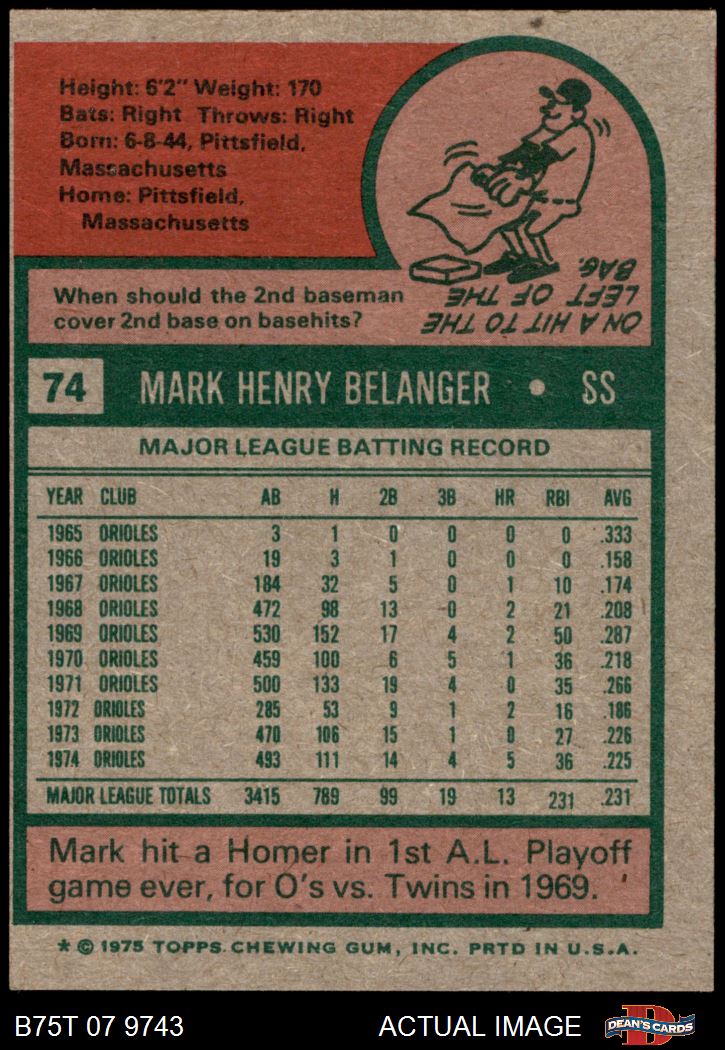 Height: 6'2" Weight: 170
Bats: Right Throws: Right
Born: 6-8-44, Pittsfield,
Massachusetts
Home: Pittsfield,
Massachusetts
When should the 2nd baseman
cover 2nd base on basehits?
ON A HIT TO THE
LEFT OF THE
BAG.
74 MARK HENRY BELANGER • SS
MAJOR LEAGUE BATTING RECORD
YEAR CLUB AB H 2B 3B HR RBI AVG
1965 ORIOLES 3 1 0 0 0 0 .333
1966 ORIOLES 19 3 1 0 0 0 .158
1967 ORIOLES 184 32 5 0 1 10 .174
1968 ORIOLES 472 98 13 0 2 21 .208
1969 ORIOLES 530 152 17 4 2 50 .287
1970 ORIOLES 459 100 6 5 1 36 .218
1971 ORIOLES 500 133 19 4 0 35 .266
1972 ORIOLES 285 53 9 1 2 16 .186
1973 ORIOLES 470 106 15 1 0 27 .226
1974 ORIOLES 493 111 14 4 5 36 .225
MAJOR LEAGUE TOTALS 3415 789 99 19 13 231 .231
Mark hit a Homer in 1st A.L. Playoff
game ever, for O's vs. Twins in 1969.
* © 1975 TOPPS CHEWING GUM, INC. PRTD IN U.S.A.
B75T 07 9743 ACTUAL IMAGE
DEAN'S CARDS